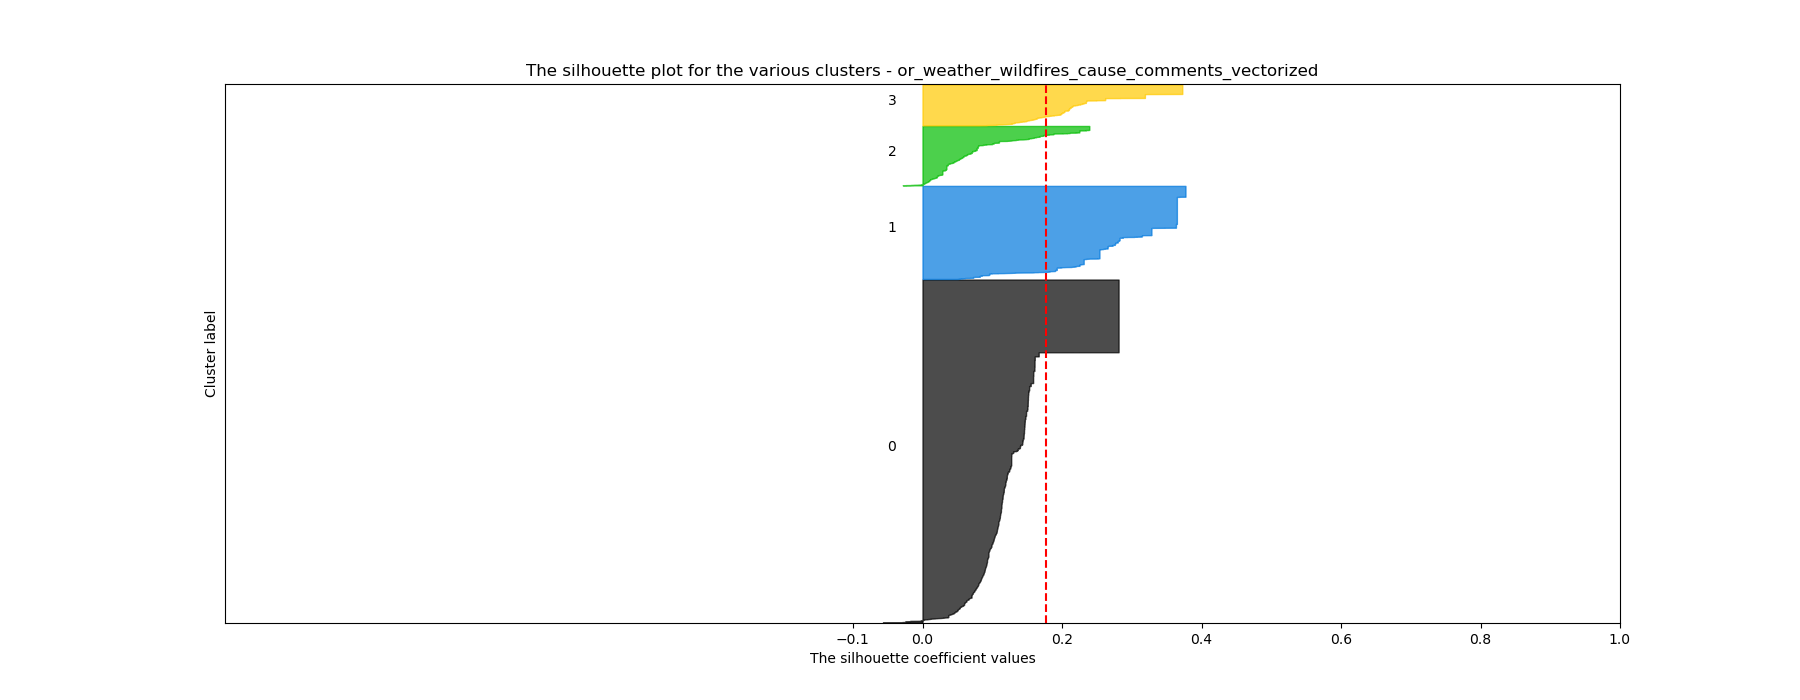 The silhouette plot for the various clusters - or_weather_wildfires_cause_comments_vectorized
3
2
1
0
Cluster label
−0.1 0.0 0.2 0.4 0.6 0.8 1.0
The silhouette coefficient values